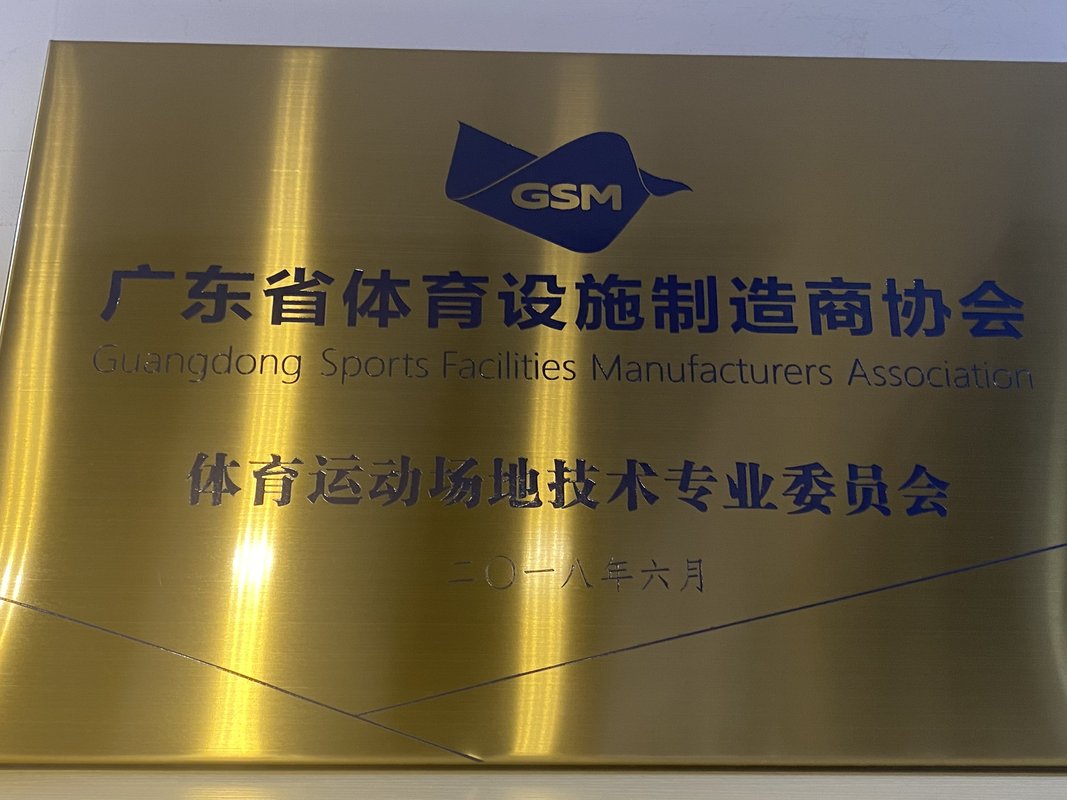 GSM
广东省体育设施制造商协会
Guangdong Sports Facilities Manufacturers Association
体育运动场地技术专业委员会
二〇一八年六月